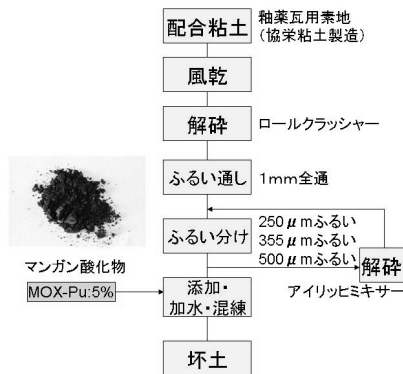 配合粘土
釉薬瓦用素地
(協栄粘土製造)
風乾
解砕
ロールクラッシャー
ふるい通し
1mm全通
ふるい分け
250μmふるい
355μmふるい
500μmふるい
解砕
アイリッヒミキサー
マンガン酸化物
MOX-Pu:5%
添加・
加水・混練
坏土